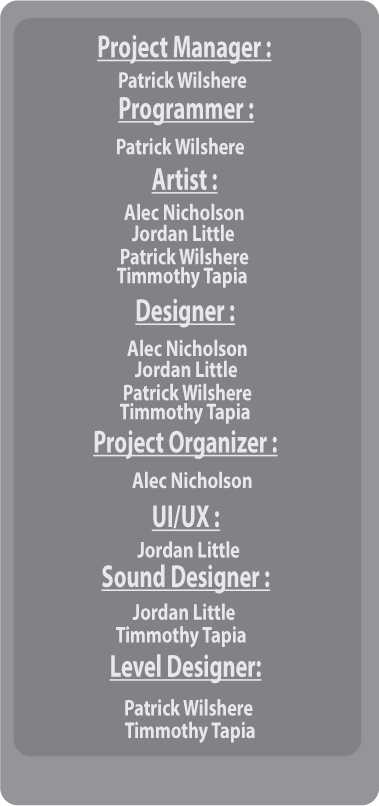 Project Manager :
Patrick Wilshere
Programmer :
Patrick Wilshere
Artist :
Alec Nicholson
Jordan Little
Patrick Wilshere
Timmothy Tapia
Designer :
Alec Nicholson
Jordan Little
Patrick Wilshere
Timmothy Tapia
Project Organizer :
Alec Nicholson
UI/UX :
Jordan Little
Sound Designer :
Jordan Little
Timmothy Tapia
Level Designer:
Patrick Wilshere
Timmothy Tapia